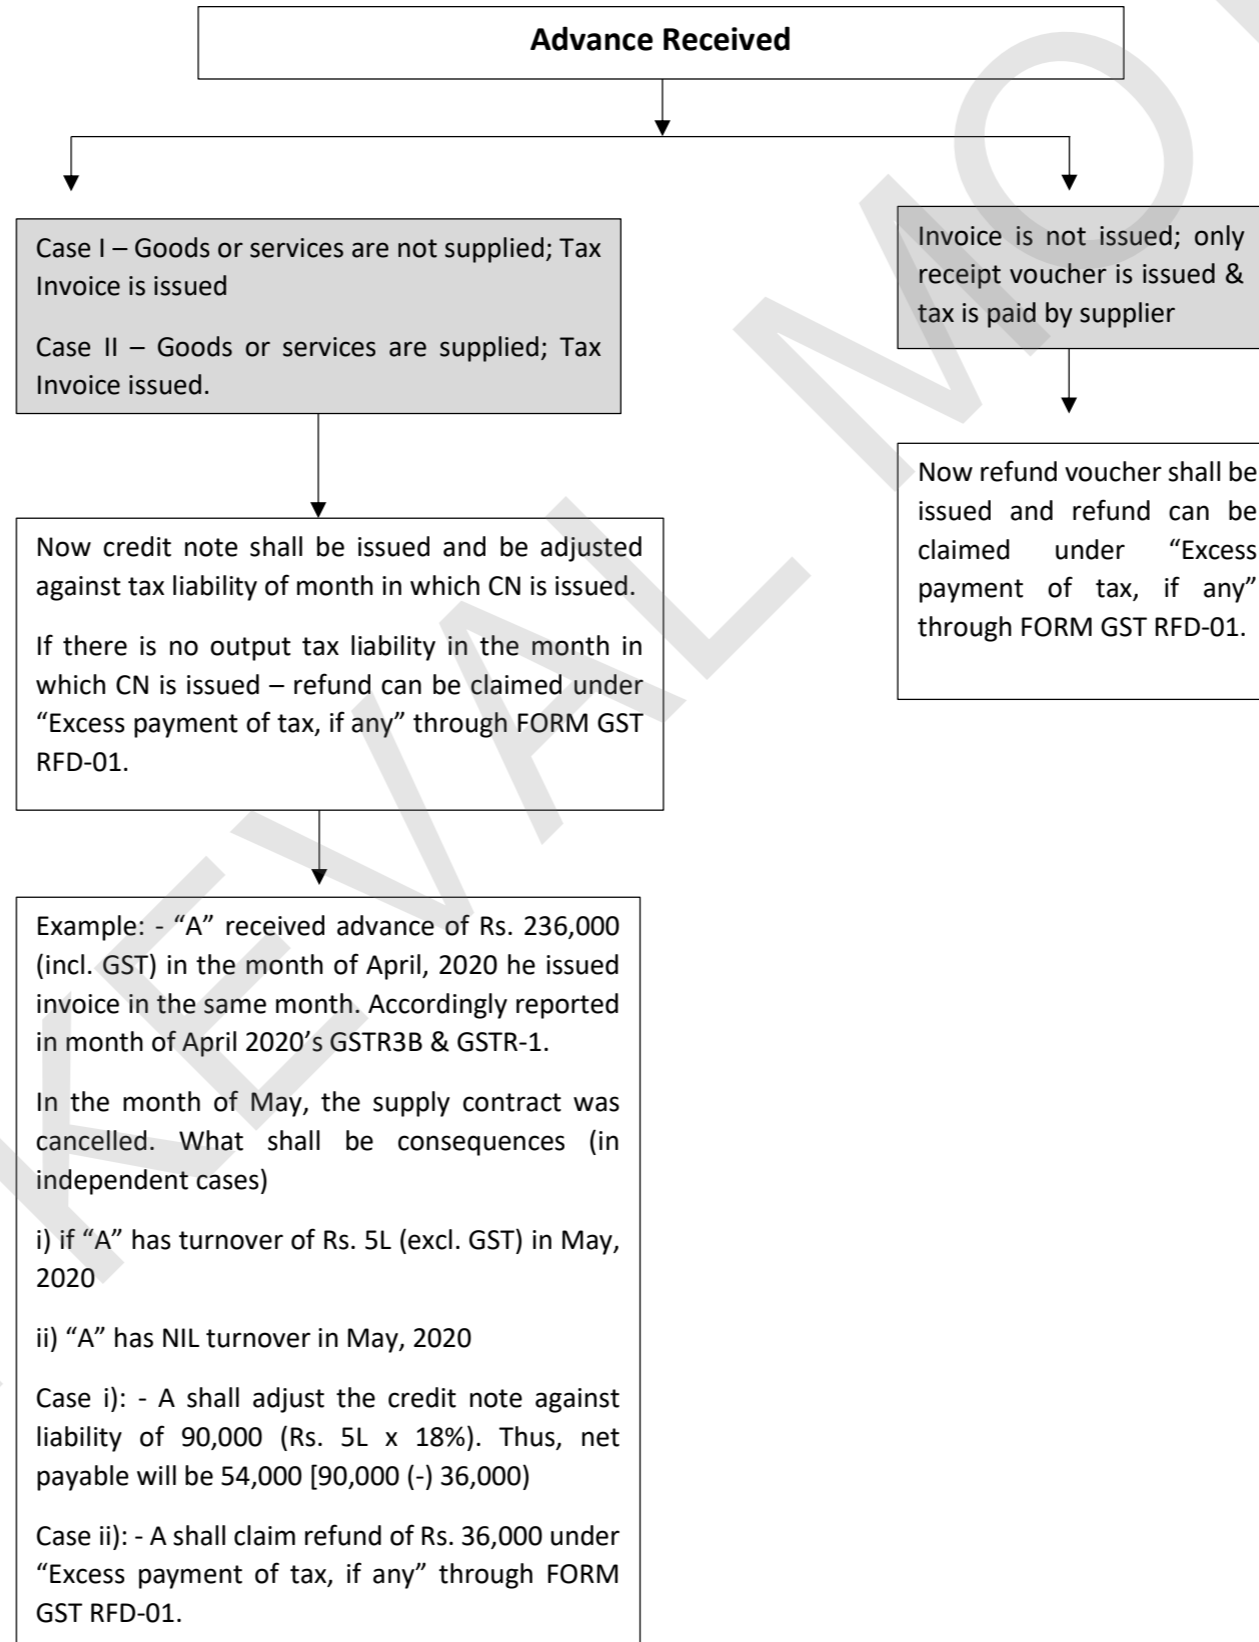 Advance Received
Case I – Goods or services are not supplied; Tax
Invoice is issued
Case II – Goods or services are supplied; Tax
Invoice issued.
Invoice is not issued; only
receipt voucher is issued &
tax is paid by supplier
Now credit note shall be issued and be adjusted
against tax liability of month in which CN is issued.
If there is no output tax liability in the month in
which CN is issued – refund can be claimed under
“Excess payment of tax, if any” through FORM GST
RFD-01.
Now refund voucher shall be
issued and refund can be
claimed under “Excess
payment of tax, if any”
through FORM GST RFD-01.
Example: - “A” received advance of Rs. 236,000
(incl. GST) in the month of April, 2020 he issued
invoice in the same month. Accordingly reported
in month of April 2020’s GSTR3B & GSTR-1.
In the month of May, the supply contract was
cancelled. What shall be consequences (in
independent cases)
i) if “A” has turnover of Rs. 5L (excl. GST) in May,
2020
ii) “A” has NIL turnover in May, 2020
Case i): - A shall adjust the credit note against
liability of 90,000 (Rs. 5L x 18%). Thus, net
payable will be 54,000 [90,000 (-) 36,000)
Case ii): - A shall claim refund of Rs. 36,000 under
“Excess payment of tax, if any” through FORM
GST RFD-01.
KEVAL MO